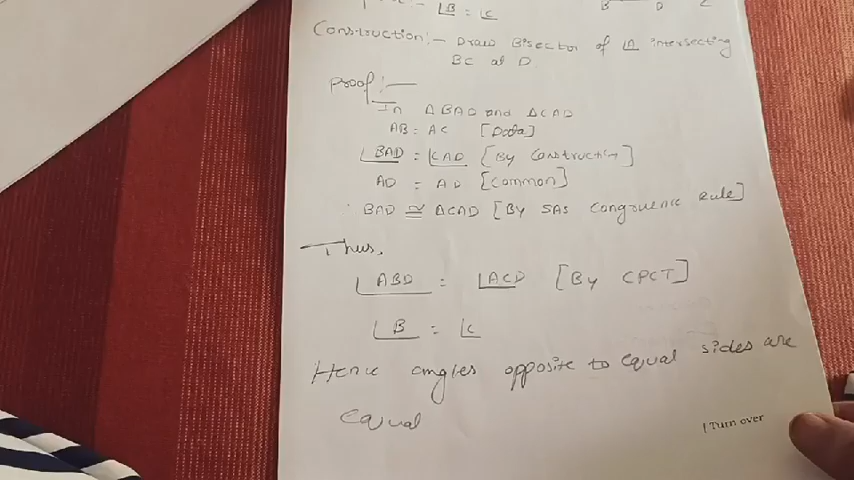 ∠B = ∠C
B D C
Construction:- Draw Bisector of ∠A intersecting
BC at D
Proof:-
In ΔBAD and ΔCAD
AB = AC [Data]
∠BAD = ∠CAD [By Construction]
AD = AD [Common]
∴ BAD ≅ ΔCAD [By SAS Congruence Rule]
Thus,
∠ABD = ∠ACD [By CPCT]
∠B = ∠C
Hence angles opposite to equal sides are
equal
[Turn over